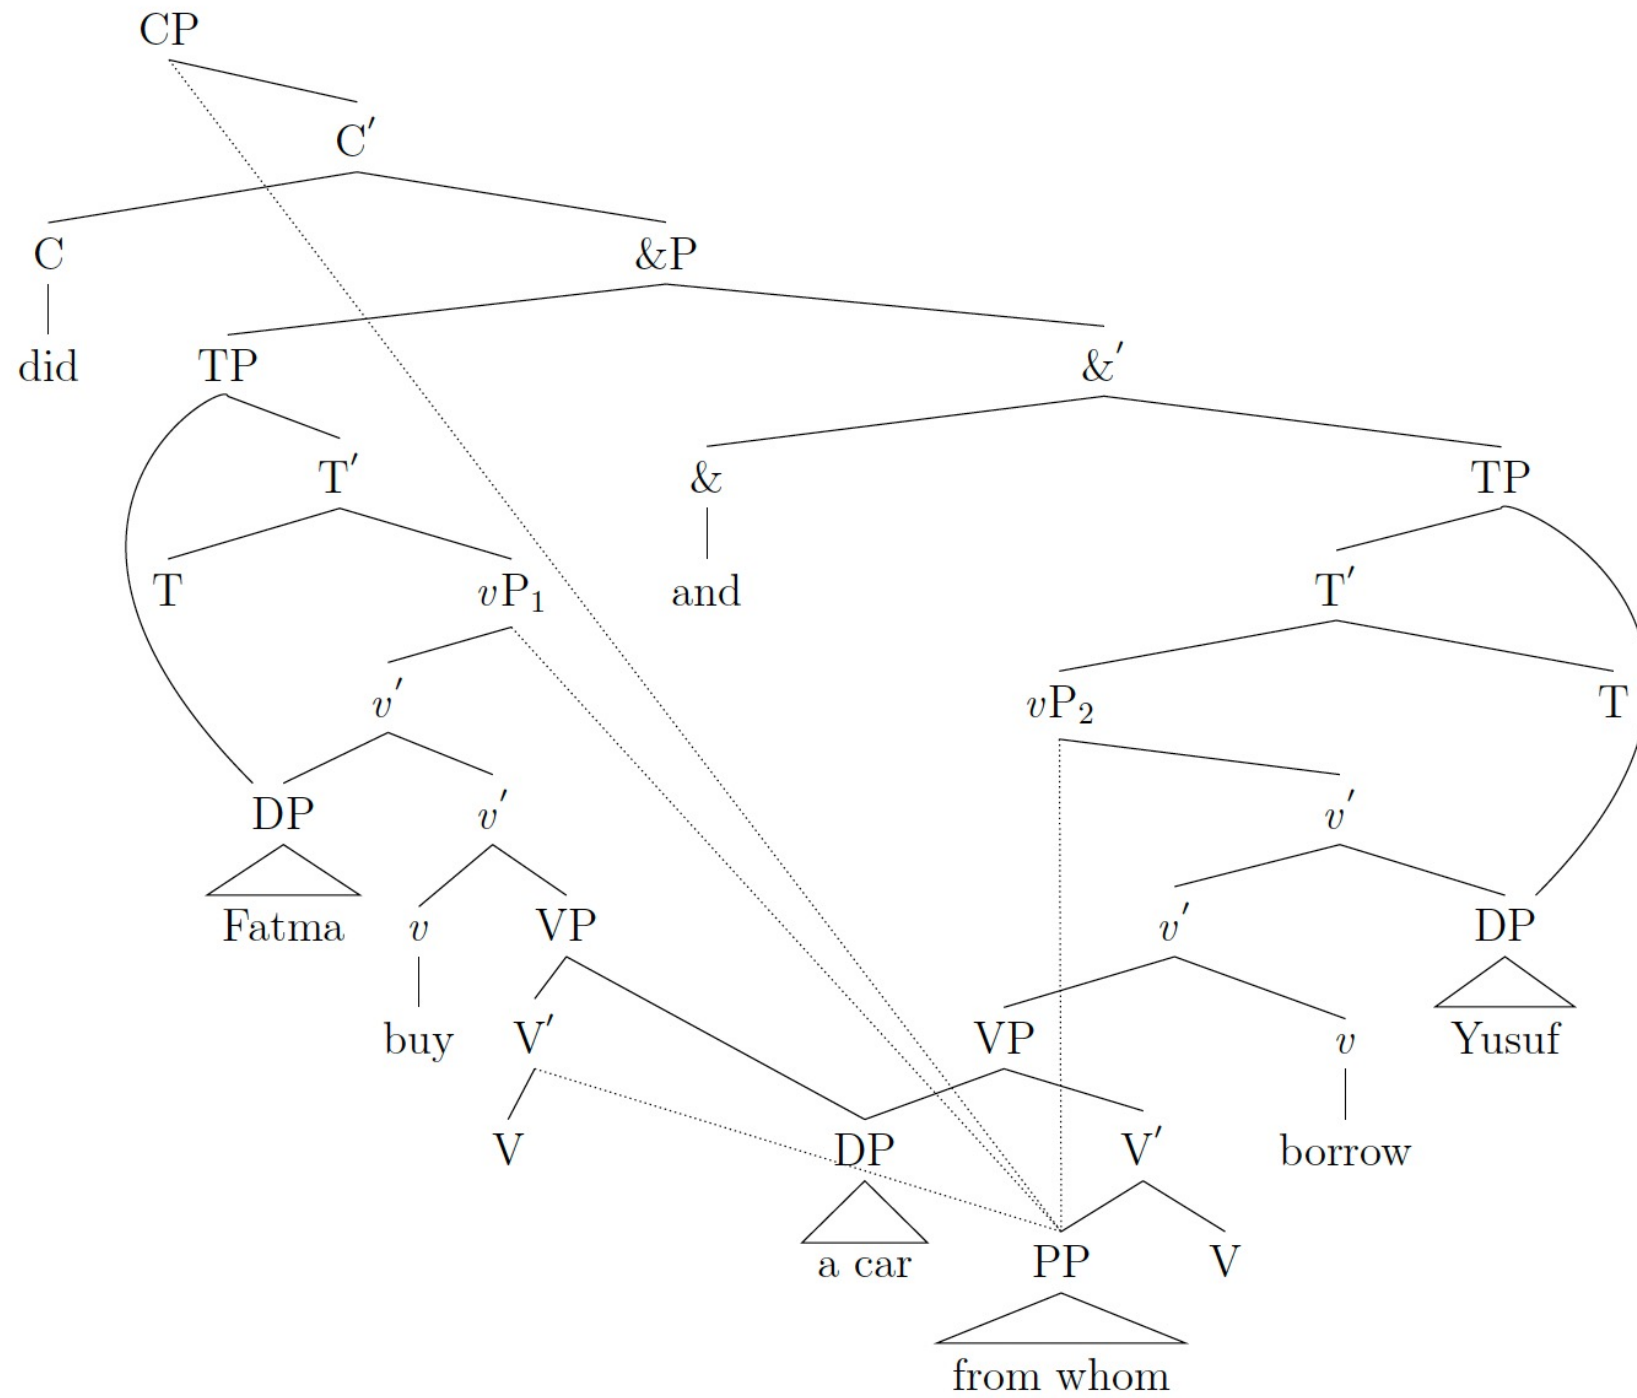 CP
C′
C &P
did TP &′
T′ & TP
T vP₁ and T′
v′ vP₂ T
DP v′ v′
Fatma v VP v′ DP
buy V′ VP v Yusuf
V DP V′ borrow
a car PP V
from whom